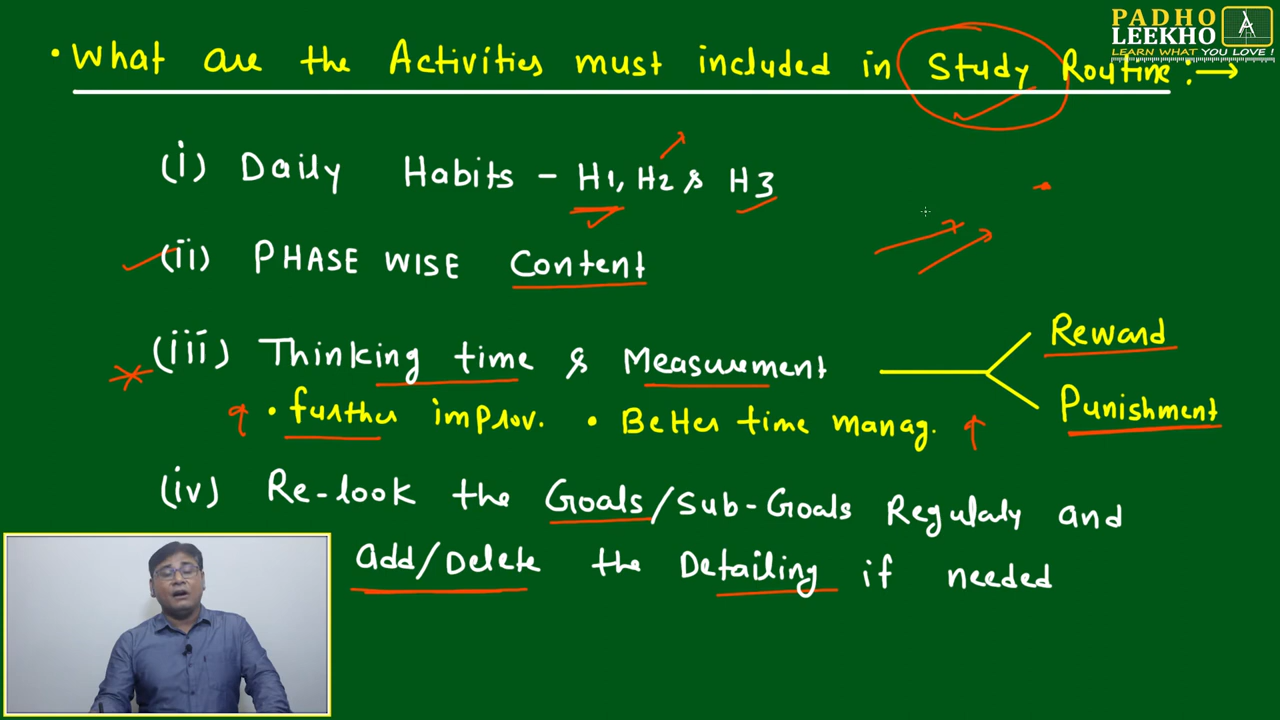 PADHO
LEEKHO
LEARN WHAT YOU LOVE !
• What are the Activities must included in Study Routine :→
(i) Daily Habits - H1, H2 & H3
(ii) PHASE WISE Content
(iii) Thinking time & Measurement
Reward
Punishment
• further improv. • Better time manag.
(iv) Re-look the Goals/Sub-Goals Regularly and
Add/Delete the Detailing if needed